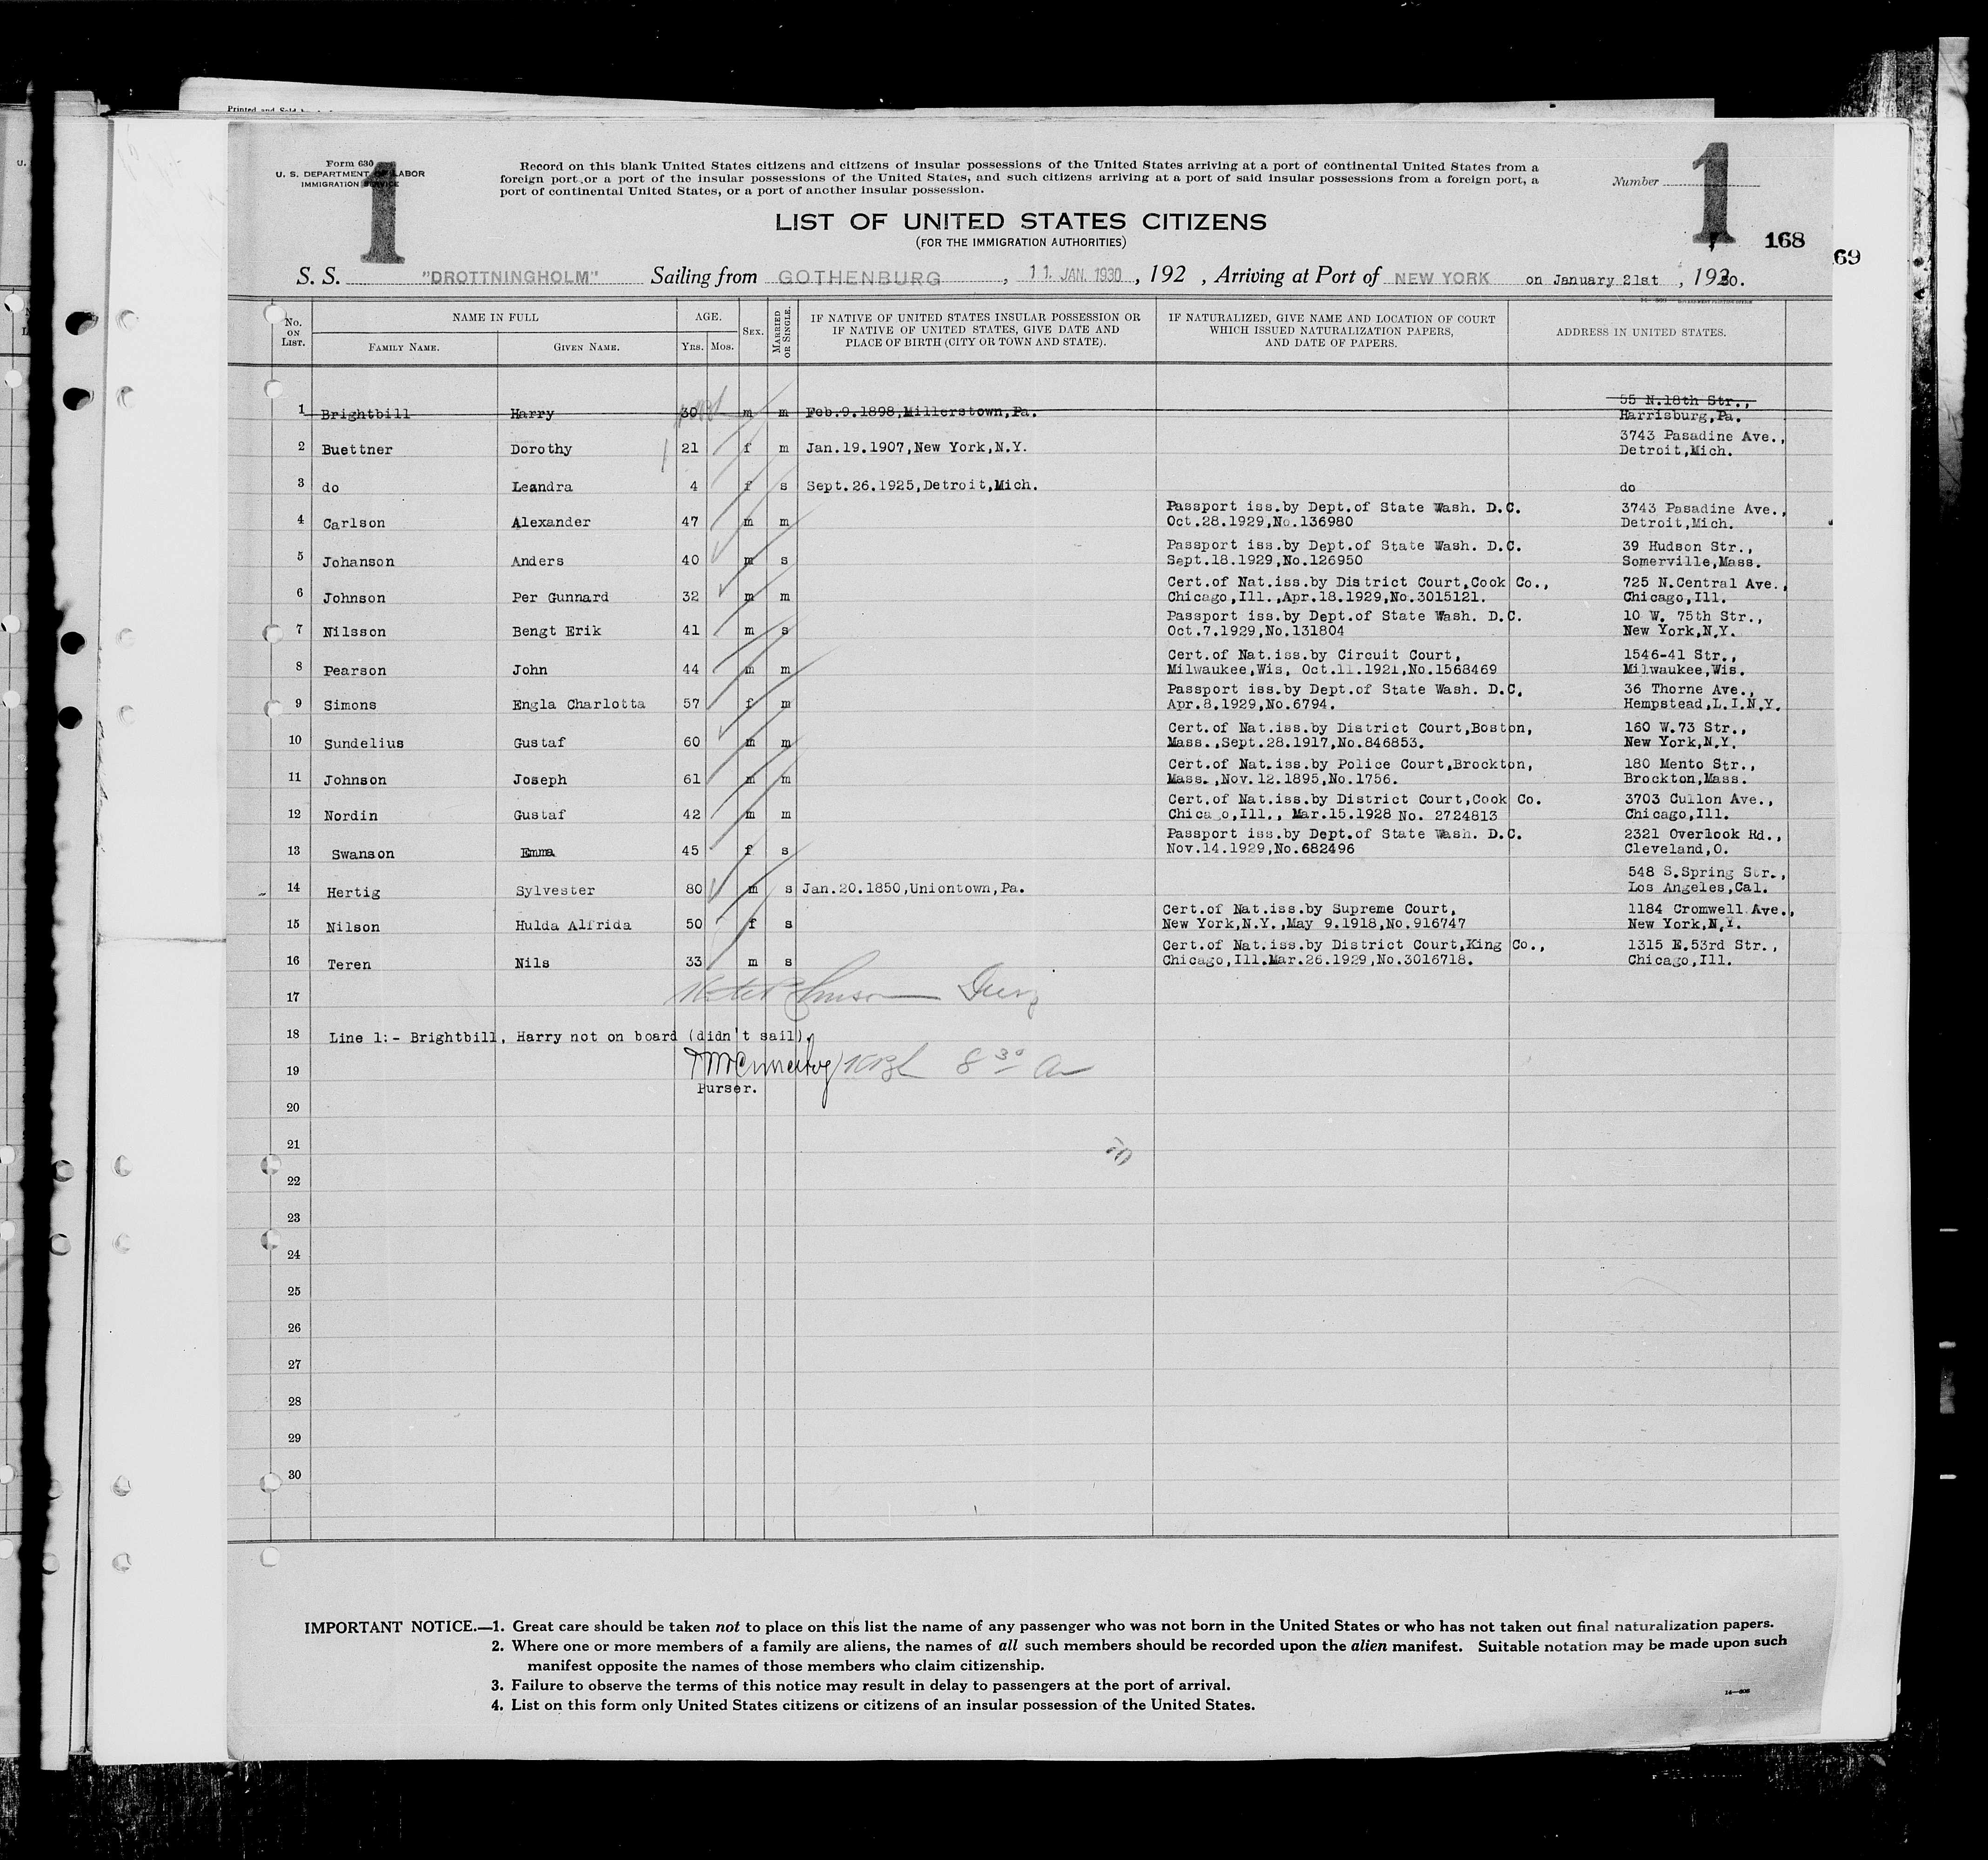 Form 630
U. S. DEPARTMENT OF LABOR
IMMIGRATION SERVICE
1
Record on this blank United States citizens and citizens of insular possessions of the United States arriving at a port of continental United States from a
foreign port, or a port of the insular possessions of the United States, and such citizens arriving at a port of said insular possessions from a foreign port, a
port of continental United States, or a port of another insular possession.
Number
1
LIST OF UNITED STATES CITIZENS
(FOR THE IMMIGRATION AUTHORITIES)
168
69
S. S. "DROTTNINGHOLM" Sailing from GOTHENBURG, 11. JAN. 1930, 192 , Arriving at Port of NEW YORK on January 21st, 1930.
No. ON LIST. NAME IN FULL FAMILY NAME. GIVEN NAME. AGE. YRS. MOS. SEX. MARRIED OR SINGLE. IF NATIVE OF UNITED STATES INSULAR POSSESSION OR IF NATIVE OF UNITED STATES, GIVE DATE AND PLACE OF BIRTH (CITY OR TOWN AND STATE). IF NATURALIZED, GIVE NAME AND LOCATION OF COURT WHICH ISSUED NATURALIZATION PAPERS, AND DATE OF PAPERS. ADDRESS IN UNITED STATES.
1 Brightbill Harry 30 m m Feb.9.1898,Millerstown,Pa. 55 N.18th Str., Harrisburg,Pa.
2 Buettner Dorothy 21 f m Jan.19.1907,New York,N.Y. 3743 Pasadine Ave., Detroit,Mich.
3 do Leandra 4 f s Sept.26.1925,Detroit,Mich. do
4 Carlson Alexander 47 m m Passport iss.by Dept.of State Wash. D.C. Oct.28.1929,No.136980 3743 Pasadine Ave., Detroit,Mich.
5 Johanson Anders 40 m s Passport iss.by Dept.of State Wash. D.C. Sept.18.1929,No.126950 39 Hudson Str., Somerville,Mass.
6 Johnson Per Gunnard 32 m m Cert.of Nat.iss.by District Court,Cook Co., Chicago,Ill.,Apr.18.1929,No.3015121. 725 N.Central Ave., Chicago,Ill.
7 Nilsson Bengt Erik 41 m s Passport iss.by Dept.of State Wash. D.C. Oct.7.1929,No.131804 10 W. 75th Str., New York,N.Y.
8 Pearson John 44 m m Cert.of Nat.iss.by Circuit Court, Milwaukee,Wis, Oct.11.1921,No.1568469 1546-41 Str., Milwaukee,Wis.
9 Simons Engla Charlotta 57 f m Passport iss.by Dept.of State Wash. D.C. Apr.8.1929,No.6794. 36 Thorne Ave., Hempstead,L.I.N.Y.
10 Sundelius Gustaf 60 m m Cert.of Nat.iss.by District Court,Boston, Mass.,Sept.28.1917,No.846853. 160 W.73 Str., New York,N.Y.
11 Johnson Joseph 61 m m Cert.of Nat.iss.by Police Court,Brockton, Mass.,Nov.12.1895,No.1756. 180 Mento Str., Brockton,Mass.
12 Nordin Gustaf 42 m m Cert.of Nat.iss.by District Court,Cook Co. Chica o,Ill., Mar.15.1928 No. 2724813 3703 Cullon Ave., Chicago,Ill.
13 Swanson Emma 45 f s Passport iss.by Dept.of State Wash. D.C. Nov.14.1929,No.682496 2321 Overlook Rd., Cleveland,O.
14 Hertig Sylvester 80 m s Jan.20.1850,Uniontown,Pa. 548 S.Spring Str., Los Angeles,Cal.
15 Nilson Hulda Alfrida 50 f s Cert.of Nat.iss.by Supreme Court, New York,N.Y.,May 9.1918,No.916747 1184 Cromwell Ave., New York,N.Y.
16 Teren Nils 33 m s Cert.of Nat.iss.by District Court,King Co., Chicago,Ill.Mar.26.1929,No.3016718. 1315 E.53rd Str., Chicago,Ill.
17
18 Line 1:- Brightbill, Harry not on board (didn't sail).
19 8 30
Purser.
20
21
22
23
24
25
26
27
28
29
30
IMPORTANT NOTICE.—1. Great care should be taken not to place on this list the name of any passenger who was not born in the United States or who has not taken out final naturalization papers.
2. Where one or more members of a family are aliens, the names of all such members should be recorded upon the alien manifest. Suitable notation may be made upon such
manifest opposite the names of those members who claim citizenship.
3. Failure to observe the terms of this notice may result in delay to passengers at the port of arrival.
4. List on this form only United States citizens or citizens of an insular possession of the United States.